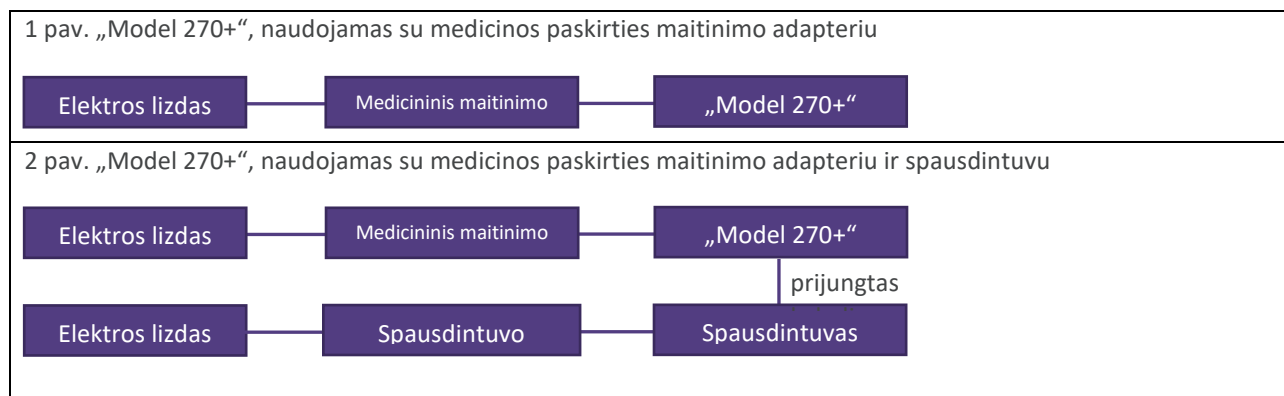 1 pav. „Model 270+“, naudojamas su medicinos paskirties maitinimo adapteriu
Elektros lizdas
Medicininis maitinimo
„Model 270+“
2 pav. „Model 270+“, naudojamas su medicinos paskirties maitinimo adapteriu ir spausdintuvu
Elektros lizdas
Medicininis maitinimo
„Model 270+“
prijungtas
Elektros lizdas
Spausdintuvo
Spausdintuvas